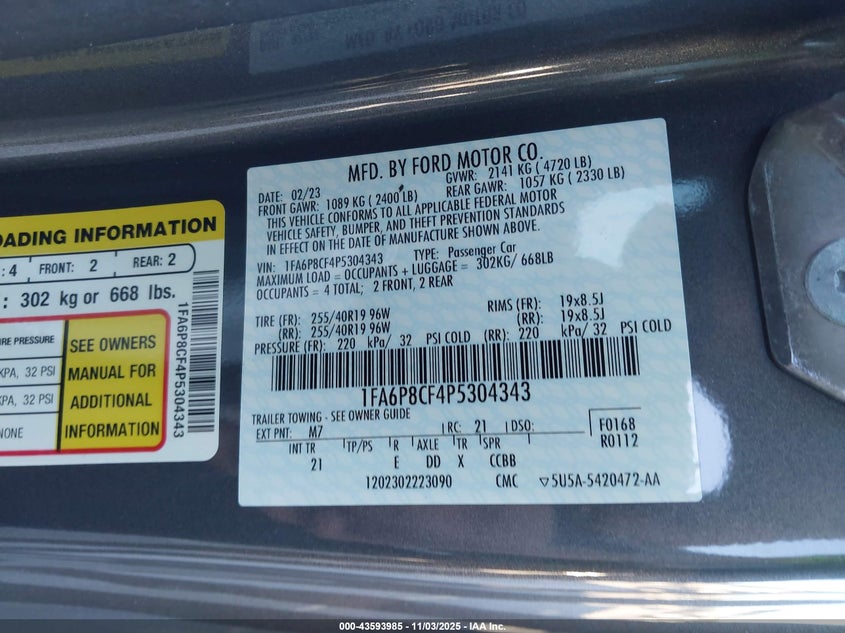 MFD. BY FORD MOTOR CO.
DATE: 02/23 GVWR: 2141 KG ( 4720 LB)
FRONT GAWR: 1089 KG ( 2400 LB) REAR GAWR: 1057 KG ( 2330 LB)
THIS VEHICLE CONFORMS TO ALL APPLICABLE FEDERAL MOTOR
VEHICLE SAFETY, BUMPER, AND THEFT PREVENTION STANDARDS
IN EFFECT ON THE DATE OF MANUFACTURE SHOWN ABOVE.
VIN: 1FA6P8CF4P5304343 TYPE: Passenger Car
MAXIMUM LOAD = OCCUPANTS + LUGGAGE = 302KG/ 668LB
OCCUPANTS = 4 TOTAL; 2 FRONT, 2 REAR
TIRE (FR): 255/40R19 96W RIMS (FR): 19x8.5J
(RR): 255/40R19 96W (RR): 19x8.5J
PRESSURE (FR): 220 kPa/ 32 PSI COLD (RR): 220 kPa/ 32 PSI COLD
1FA6P8CF4P5304343
TRAILER TOWING - SEE OWNER GUIDE
EXT PNT: M7 RC: 21 DSO: F0168
R0112
INT TR TP/PS R AXLE TR SPR
21 E DD X CCBB
1202302223090 CMC ▽5U5A-5420472-AA
OADING INFORMATION
: 4 FRONT: 2 REAR: 2
: 302 kg or 668 lbs.
RE PRESSURE
KPA, 32 PSI
KPA, 32 PSI
NONE
SEE OWNERS
MANUAL FOR
ADDITIONAL
INFORMATION
1FA6P8CF4P5304343
000-43593985 - 11/03/2025 - IAA Inc.